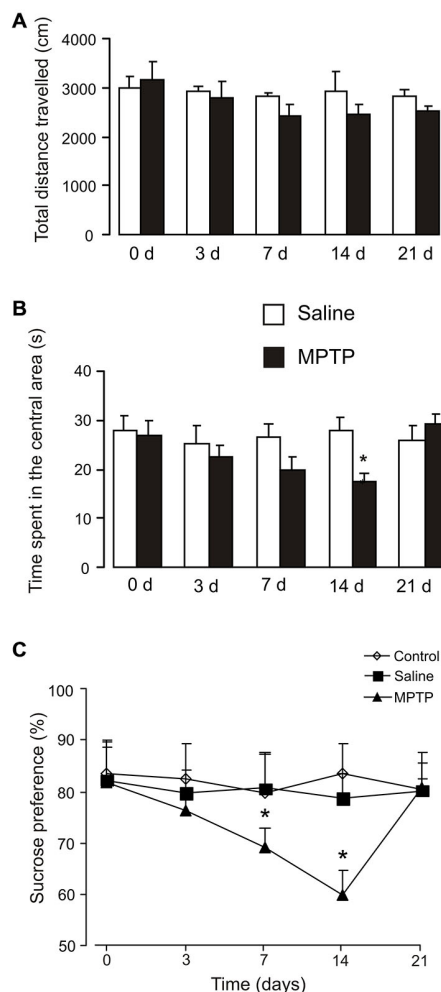 A
Total distance travelled (cm)
4000
3000
2000
1000
0
0 d 3 d 7 d 14 d 21 d
B
Saline
MPTP
Time spent in the central area (s)
40
30
20
10
0
*
0 d 3 d 7 d 14 d 21 d
C
Control
Saline
MPTP
Sucrose preference (%)
100
90
80
70
60
50
*
*
0 3 7 14 21
Time (days)